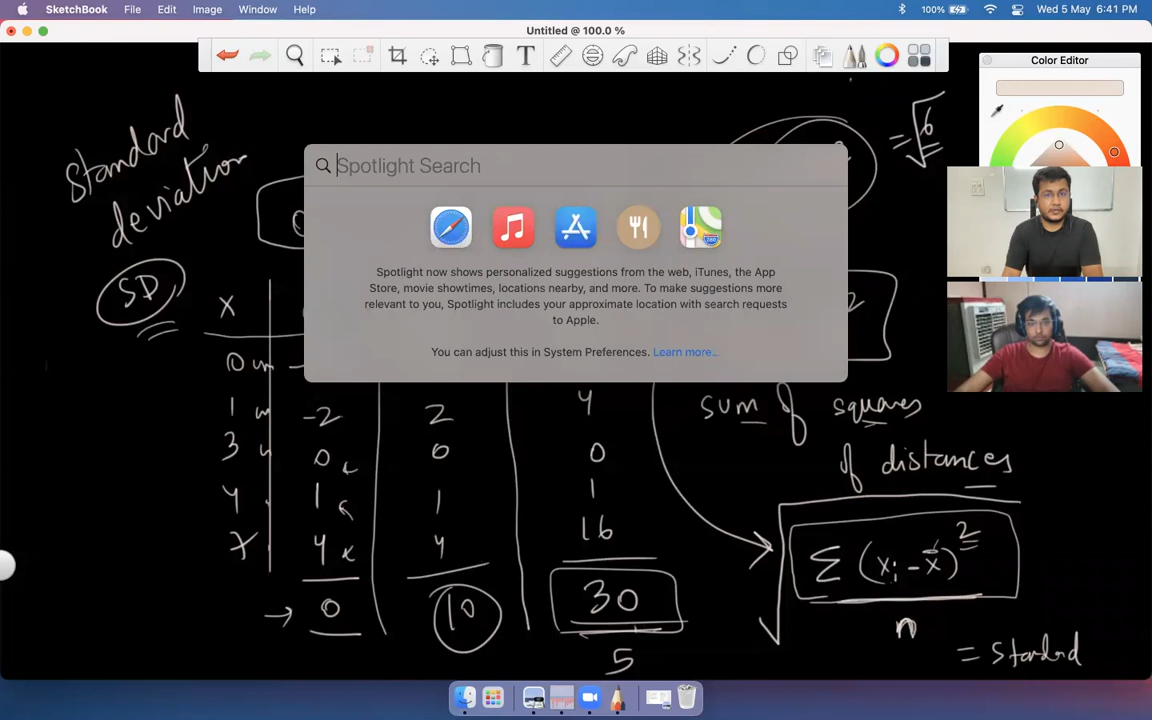 SketchBook File Edit Image Window Help 100% Wed 5 May 6:41 PM
Untitled @ 100.0 %
Color Editor
Standard
deviation
= √6
Spotlight Search
Spotlight now shows personalized suggestions from the web, iTunes, the App
Store, movie showtimes, locations nearby, and more. To make suggestions more
relevant to you, Spotlight includes your approximate location with search requests
to Apple.
You can adjust this in System Preferences. Learn more...
SD
x
0
1 -2 2 4
3 0 0 0
4 1 1 1
7 4 4 16
→ 0 10 30
5
sum of squares
of distances
√ Σ (xi - x̄)²
n
= Standard